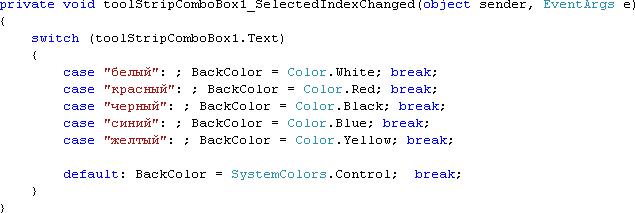 private void toolStripComboBox1_SelectedIndexChanged(object sender, EventArgs e)
{
switch (toolStripComboBox1.Text)
{
case "белый": ; BackColor = Color.White; break;
case "красный": ; BackColor = Color.Red; break;
case "черный": ; BackColor = Color.Black; break;
case "синий": ; BackColor = Color.Blue; break;
case "желтый": ; BackColor = Color.Yellow; break;
default: BackColor = SystemColors.Control; break;
}
}